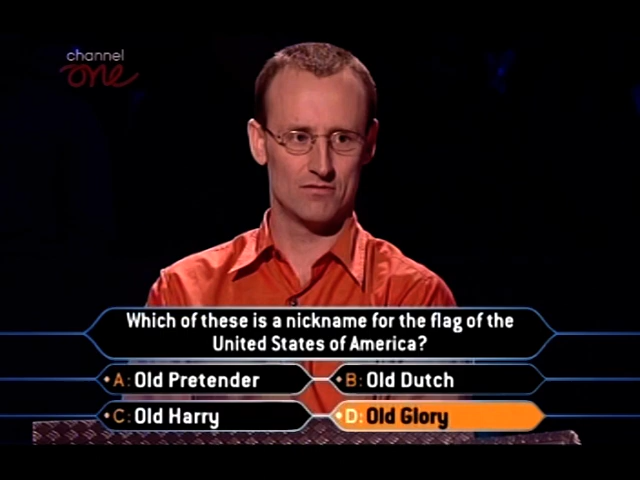 channel
one
Which of these is a nickname for the flag of the
United States of America?
A: Old Pretender
B: Old Dutch
C: Old Harry
D: Old Glory